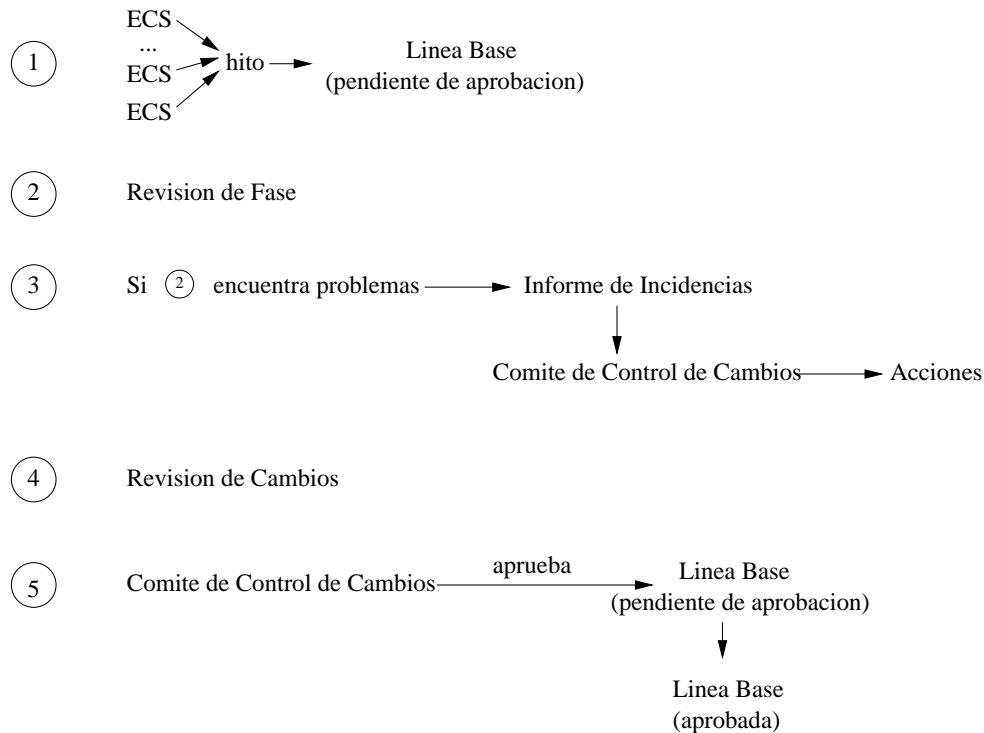 ECS
...
ECS
ECS
hito
Linea Base
(pendiente de aprobacion)
1
2
Revision de Fase
3
Si 2 encuentra problemas
Informe de Incidencias
Comite de Control de Cambios
Acciones
4
Revision de Cambios
5
Comite de Control de Cambios
aprueba
Linea Base
(pendiente de aprobacion)
Linea Base
(aprobada)